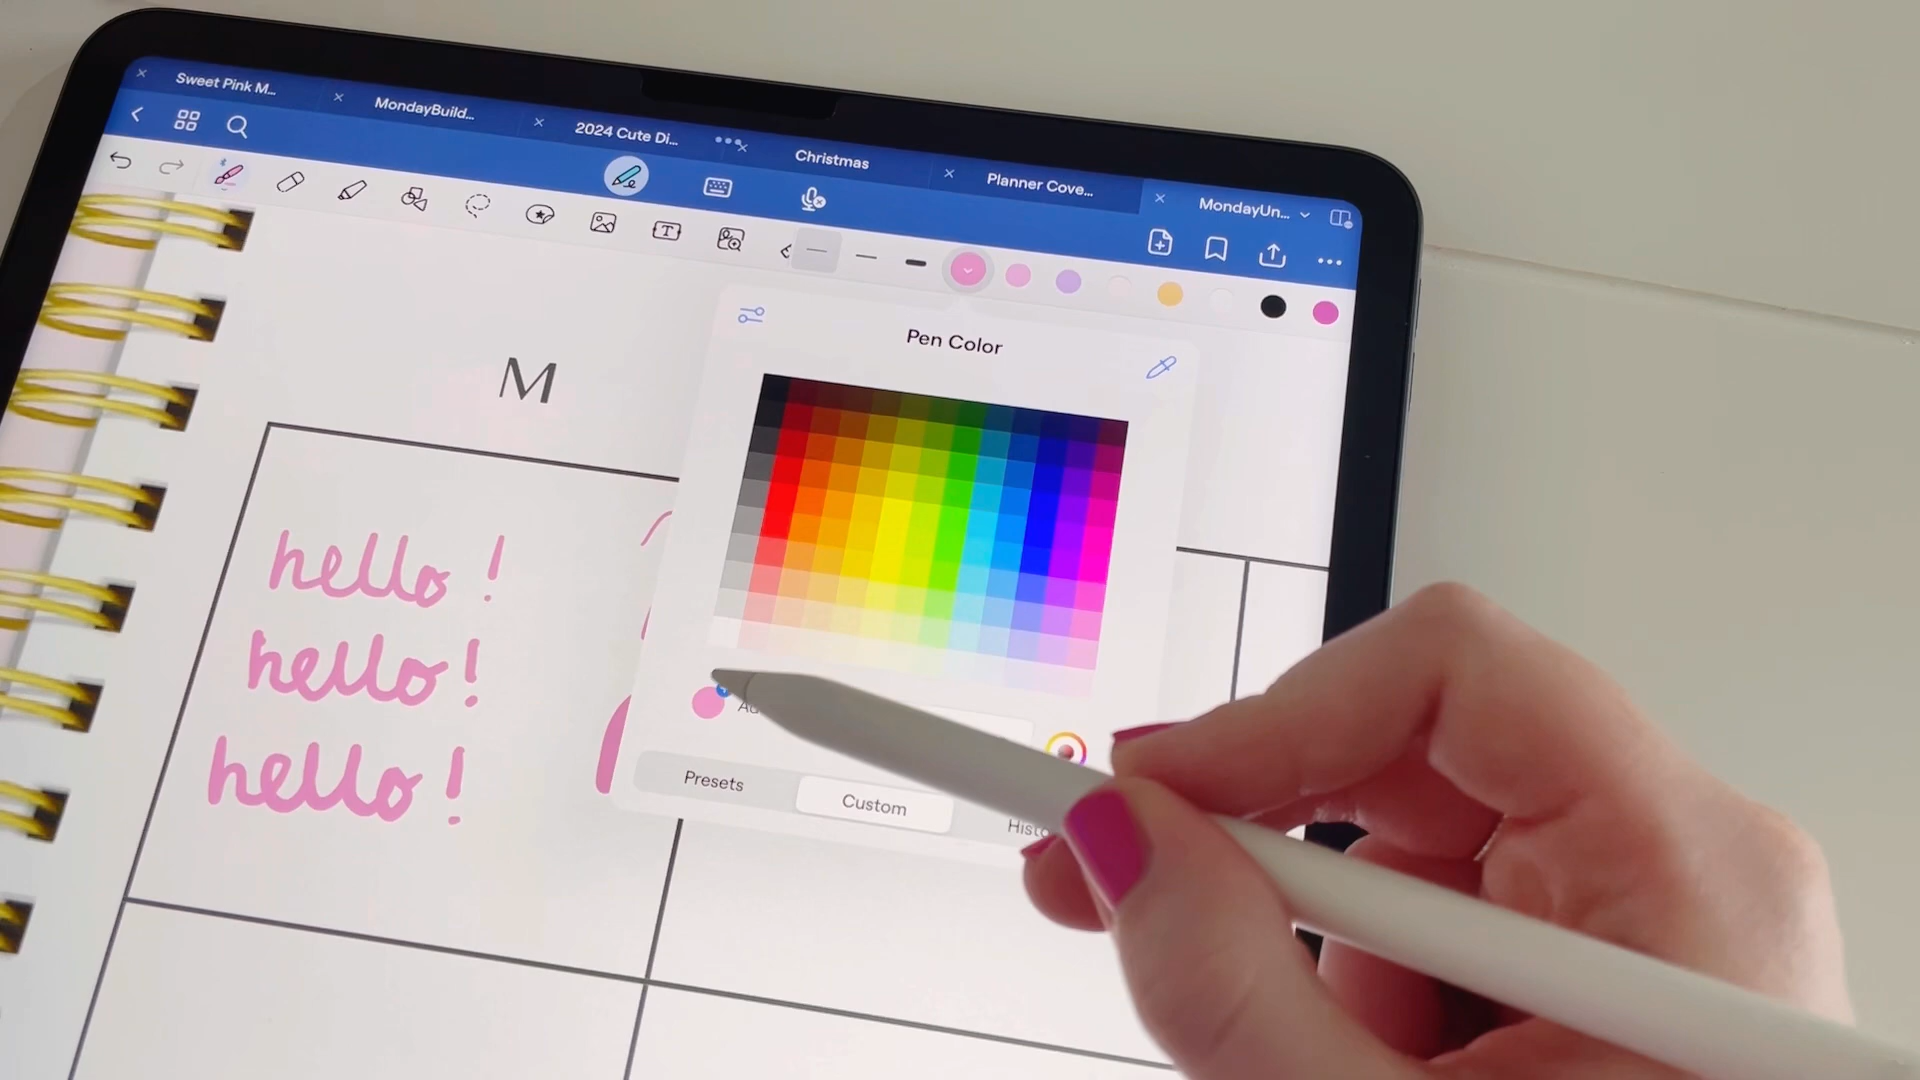 Sweet Pink M...
MondayBuild...
2024 Cute Di...
Christmas
Planner Cove...
MondayUn...
T
Pen Color
M
hello !
hello !
hello !
Presets
Custom